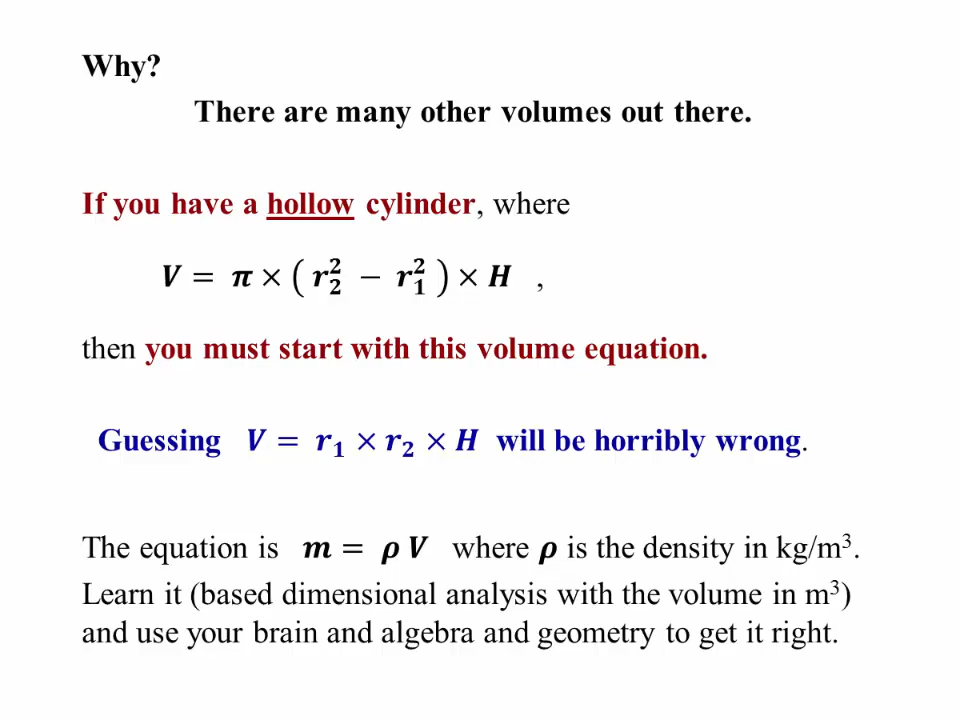 Why?
There are many other volumes out there.
If you have a hollow cylinder, where
V = π × ( r₂² − r₁² ) × H ,
then you must start with this volume equation.
Guessing V = r₁ × r₂ × H will be horribly wrong.
The equation is m = ρ V where ρ is the density in kg/m³.
Learn it (based dimensional analysis with the volume in m³)
and use your brain and algebra and geometry to get it right.